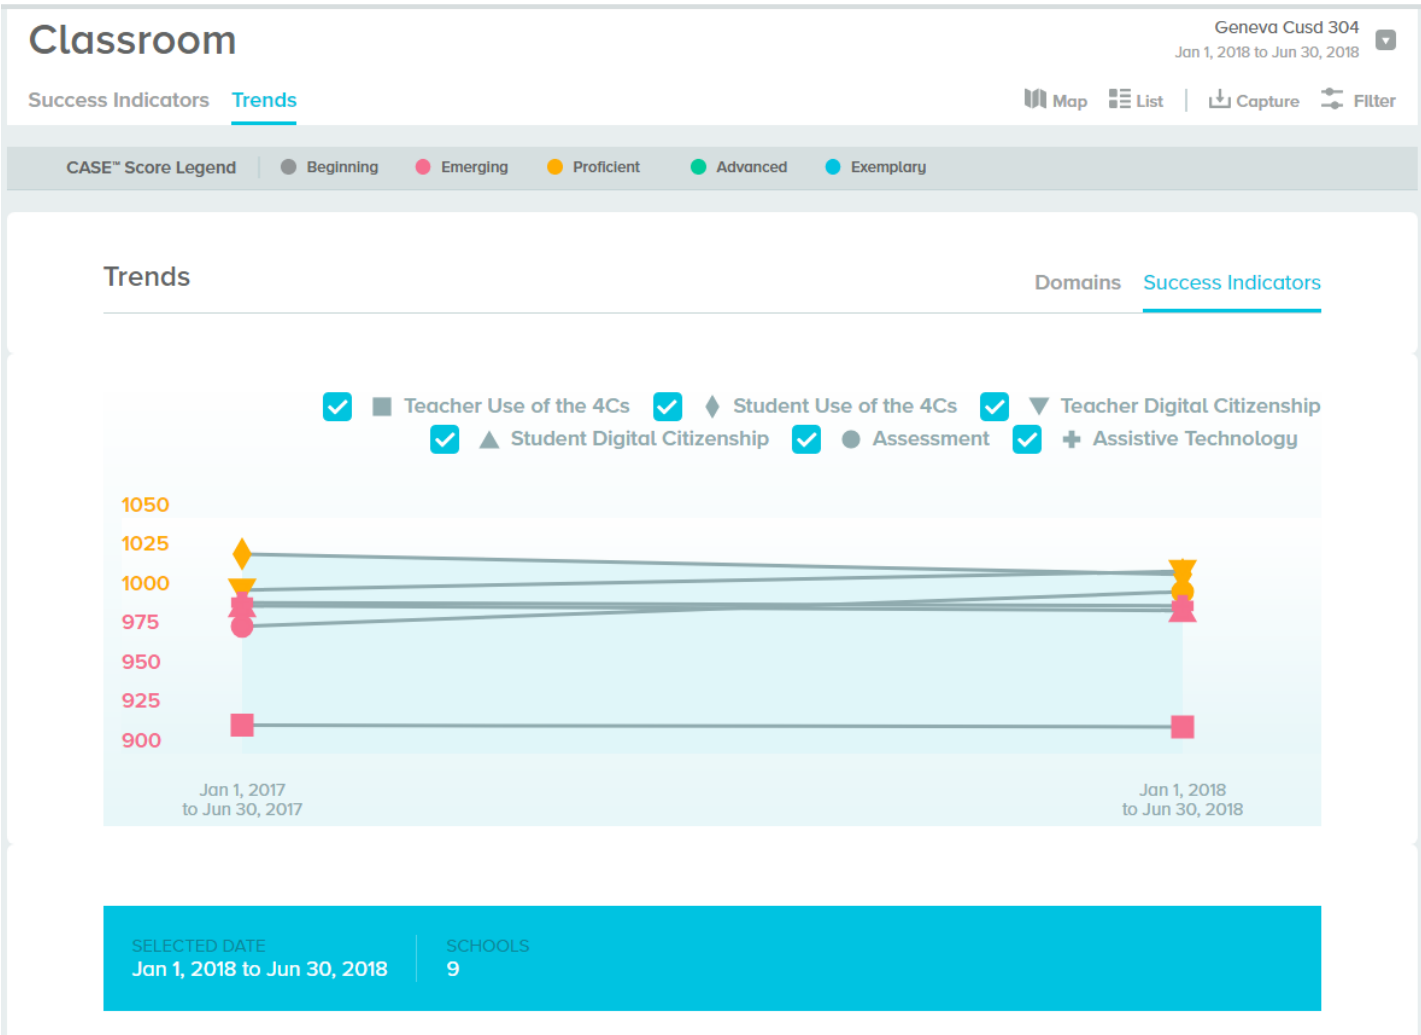 Classroom
Geneva Cusd 304
Jan 1, 2018 to Jun 30, 2018
Success Indicators Trends
Map List Capture Filter
CASE™ Score Legend Beginning Emerging Proficient Advanced Exemplary
Trends
Domains Success Indicators
Teacher Use of the 4Cs Student Use of the 4Cs Teacher Digital Citizenship
Student Digital Citizenship Assessment Assistive Technology
1050
1025
1000
975
950
925
900
Jan 1, 2017
to Jun 30, 2017
Jan 1, 2018
to Jun 30, 2018
SELECTED DATE
Jan 1, 2018 to Jun 30, 2018
SCHOOLS
9